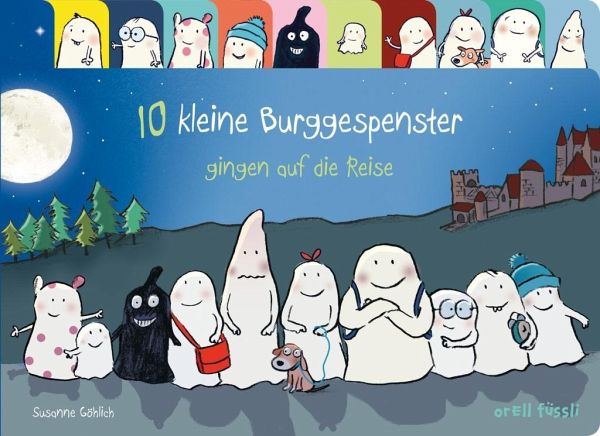 10 kleine Burggespenster
gingen auf die Reise
Susanne Göhlich
orell füssli